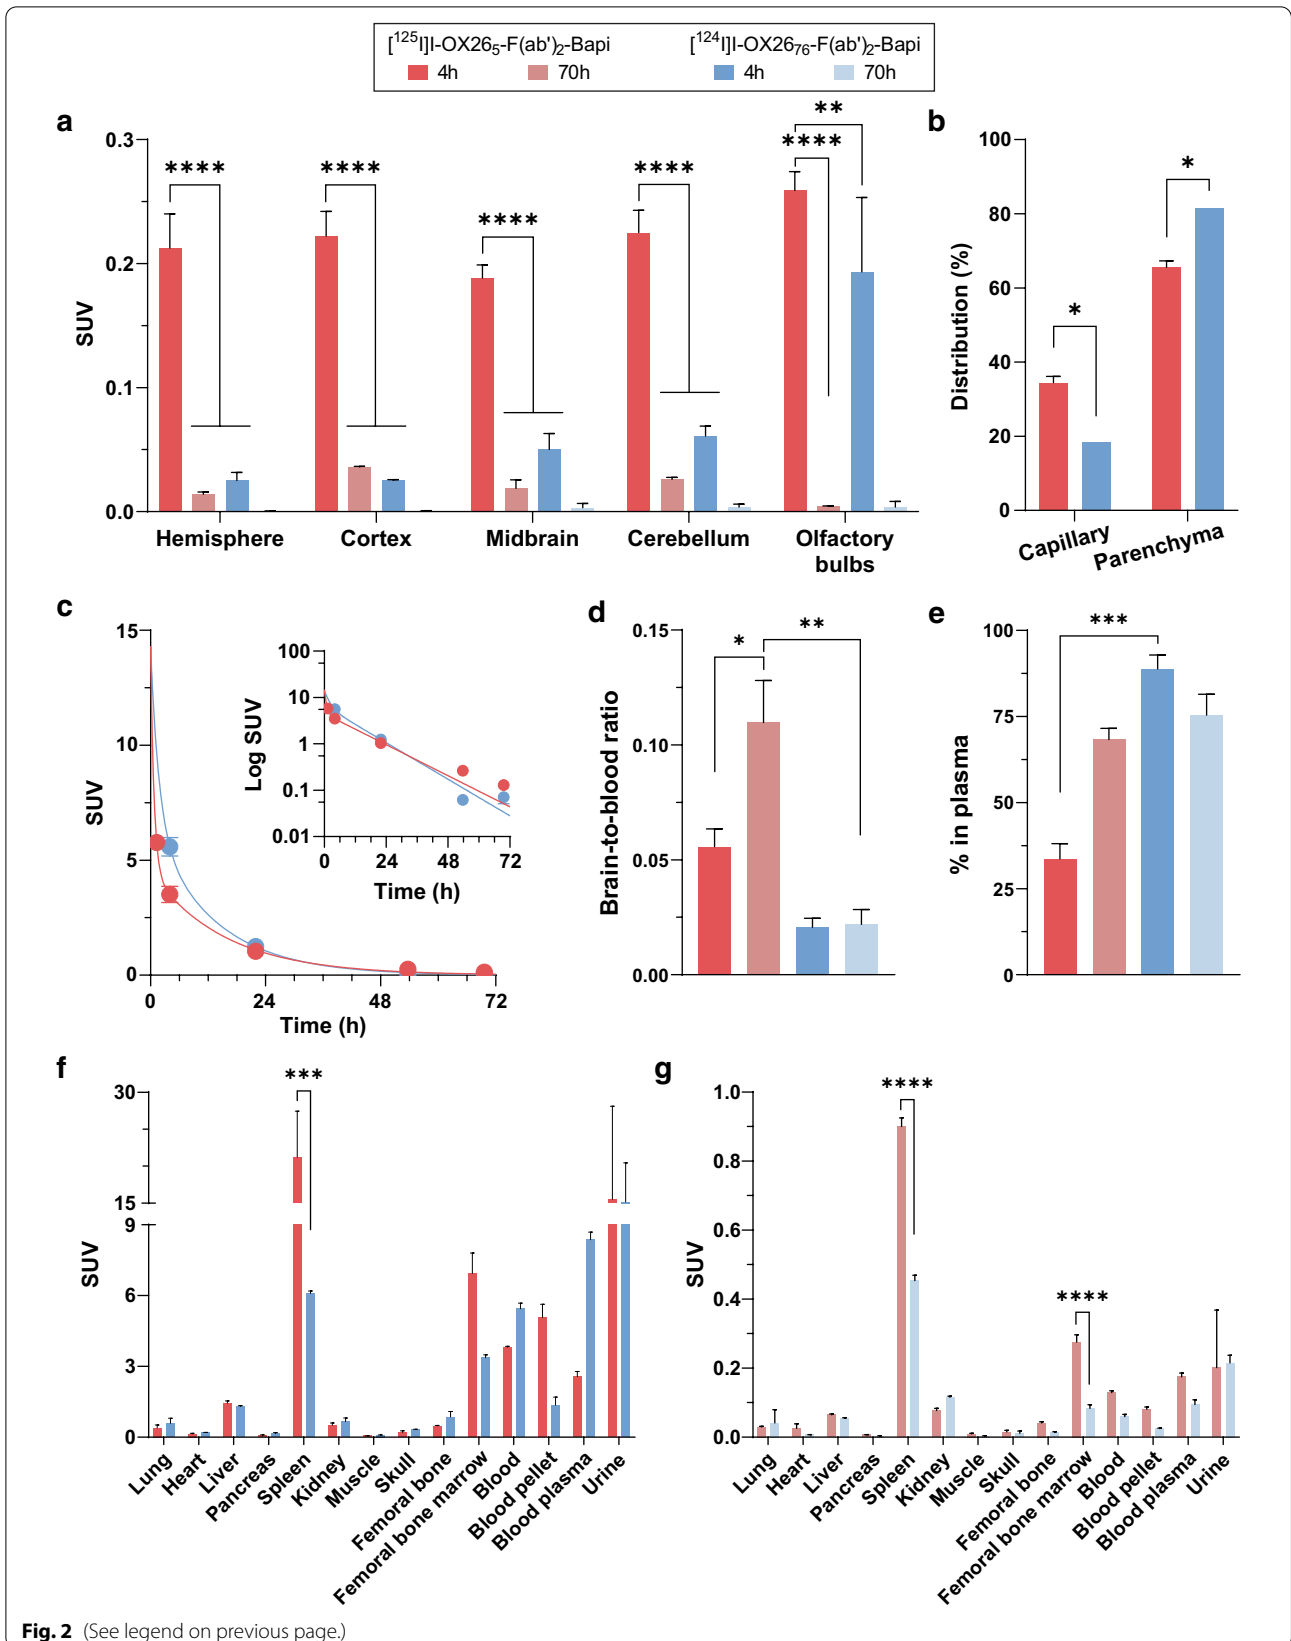 [125I]I-OX265-F(ab')2-Bapi [124I]I-OX2676-F(ab')2-Bapi
4h 70h 4h 70h
a
0.3
0.2
0.1
0.0
SUV
**** **** **** **** **** **
Hemisphere Cortex Midbrain Cerebellum Olfactory
bulbs
b
100
80
60
40
20
0
Distribution (%)
* *
Capillary Parenchyma
c
15
10
5
0
SUV
0 24 48 72
Time (h)
100
10
1
0.1
0.01
Log SUV
0 24 48 72
Time (h)
d
0.15
0.10
0.05
0.00
Brain-to-blood ratio
* **
e
100
75
50
25
0
% in plasma
***
f
30
15
9
6
3
0
SUV
***
Lung
Heart
Liver
Pancreas
Spleen
Kidney
Muscle
Skull
Femoral bone
Femoral bone marrow
Blood
Blood pellet
Blood plasma
Urine
g
1.0
0.8
0.6
0.4
0.2
0.0
SUV
****
****
Lung
Heart
Liver
Pancreas
Spleen
Kidney
Muscle
Skull
Femoral bone
Femoral bone marrow
Blood
Blood pellet
Blood plasma
Urine
Fig. 2 (See legend on previous page.)